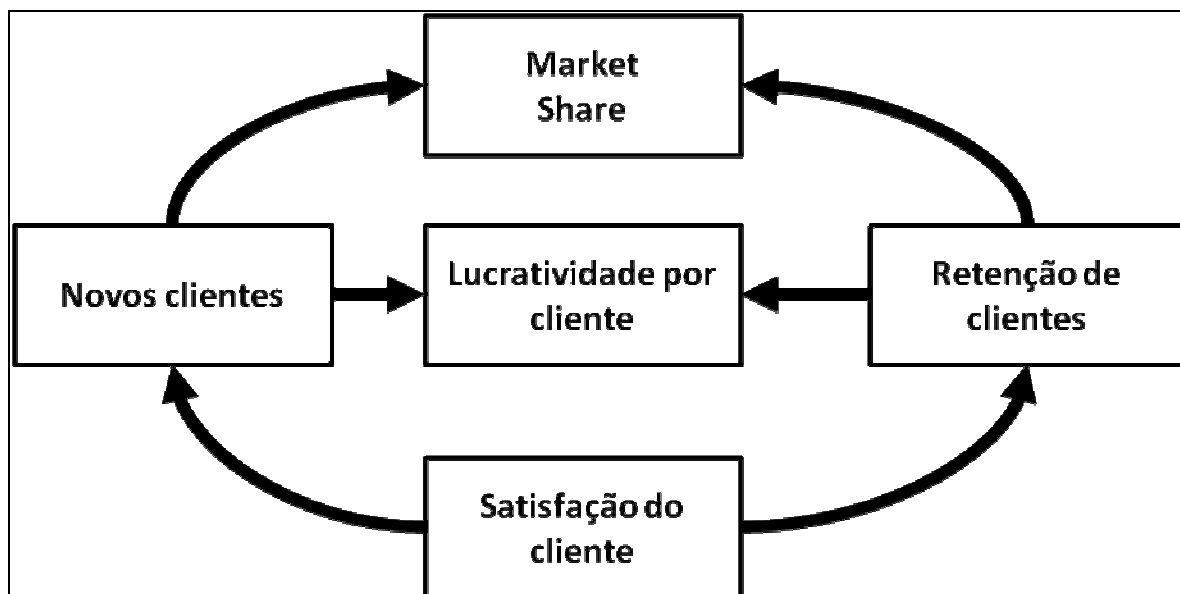 Market
Share
Novos clientes
Lucratividade por
cliente
Retenção de
clientes
Satisfação do
cliente